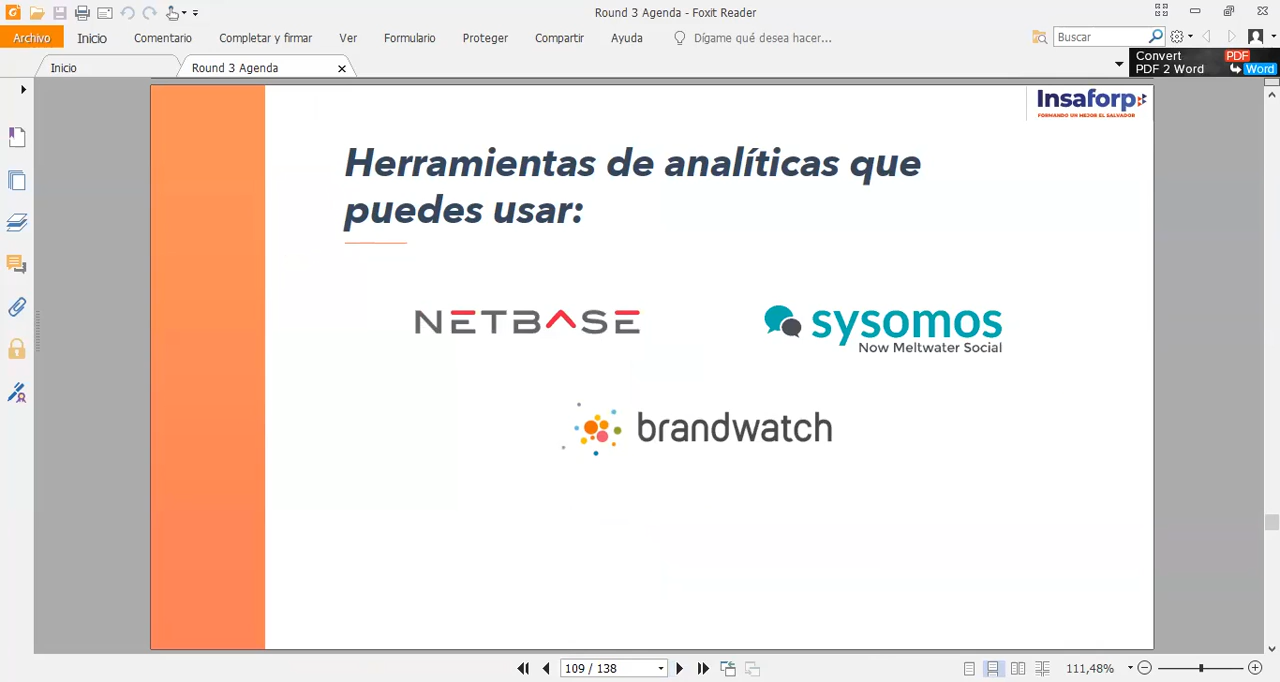 Round 3 Agenda - Foxit Reader
Archivo Inicio Comentario Completar y firmar Ver Formulario Proteger Compartir Ayuda Dígame qué desea hacer... Buscar
Inicio Round 3 Agenda
Convert PDF
PDF 2 Word Word
Insaforp
FORMANDO UN MEJOR EL SALVADOR
Herramientas de analíticas que
puedes usar:
NETBASE
sysomos
Now Meltwater Social
brandwatch
109 / 138 111,48%